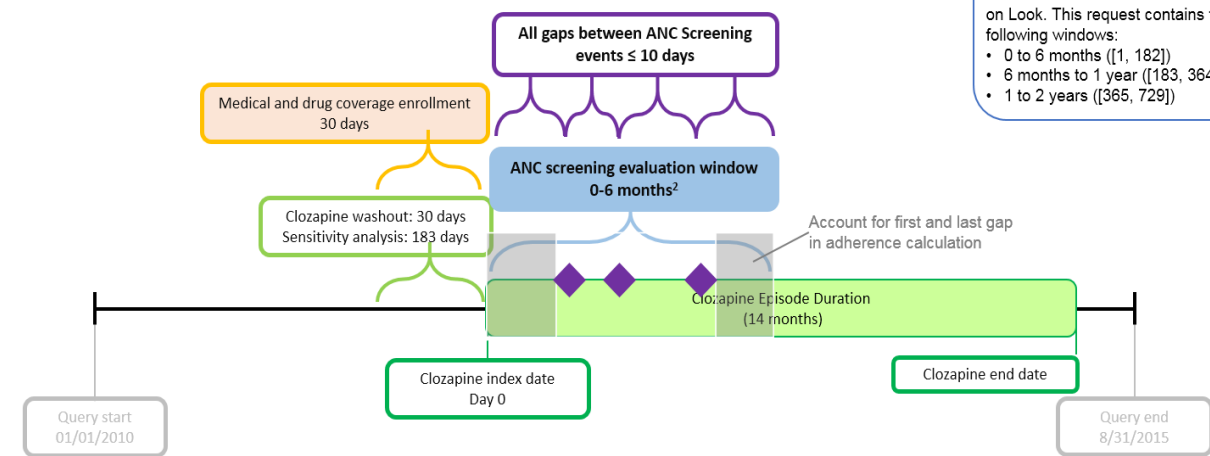 on Look. This request contains
following windows:
• 0 to 6 months ([1, 182])
• 6 months to 1 year ([183, 364
• 1 to 2 years ([365, 729])
All gaps between ANC Screening
events ≤ 10 days
Medical and drug coverage enrollment
30 days
ANC screening evaluation window
0-6 months²
Clozapine washout: 30 days
Sensitivity analysis: 183 days
Account for first and last gap
in adherence calculation
Clozapine Episode Duration
(14 months)
Clozapine index date
Day 0
Clozapine end date
Query start
01/01/2010
Query end
8/31/2015